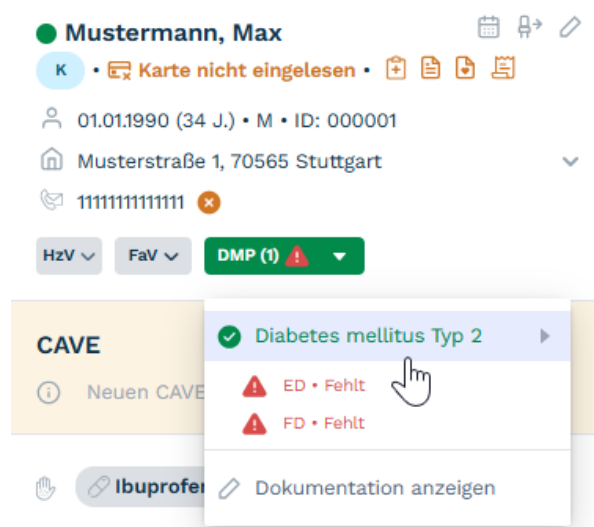 Mustermann, Max
K • Karte nicht eingelesen •
01.01.1990 (34 J.) • M • ID: 000001
Musterstraße 1, 70565 Stuttgart
11111111111111
HzV FaV DMP (1)
Diabetes mellitus Typ 2
CAVE
ED • Fehlt
Neuen CAVE
FD • Fehlt
Ibuprofen
Dokumentation anzeigen